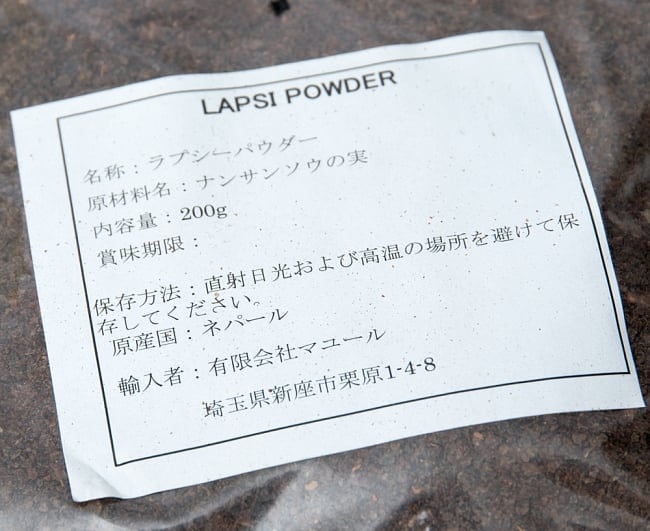 LAPSI POWDER
名称：ラプシーパウダー
原材料名：ナンサンソウの実
内容量：200g
賞味期限：
保存方法：直射日光および高温の場所を避けて保
存してください。
原産国：ネパール
輸入者：有限会社マユール
埼玉県新座市栗原1-4-8